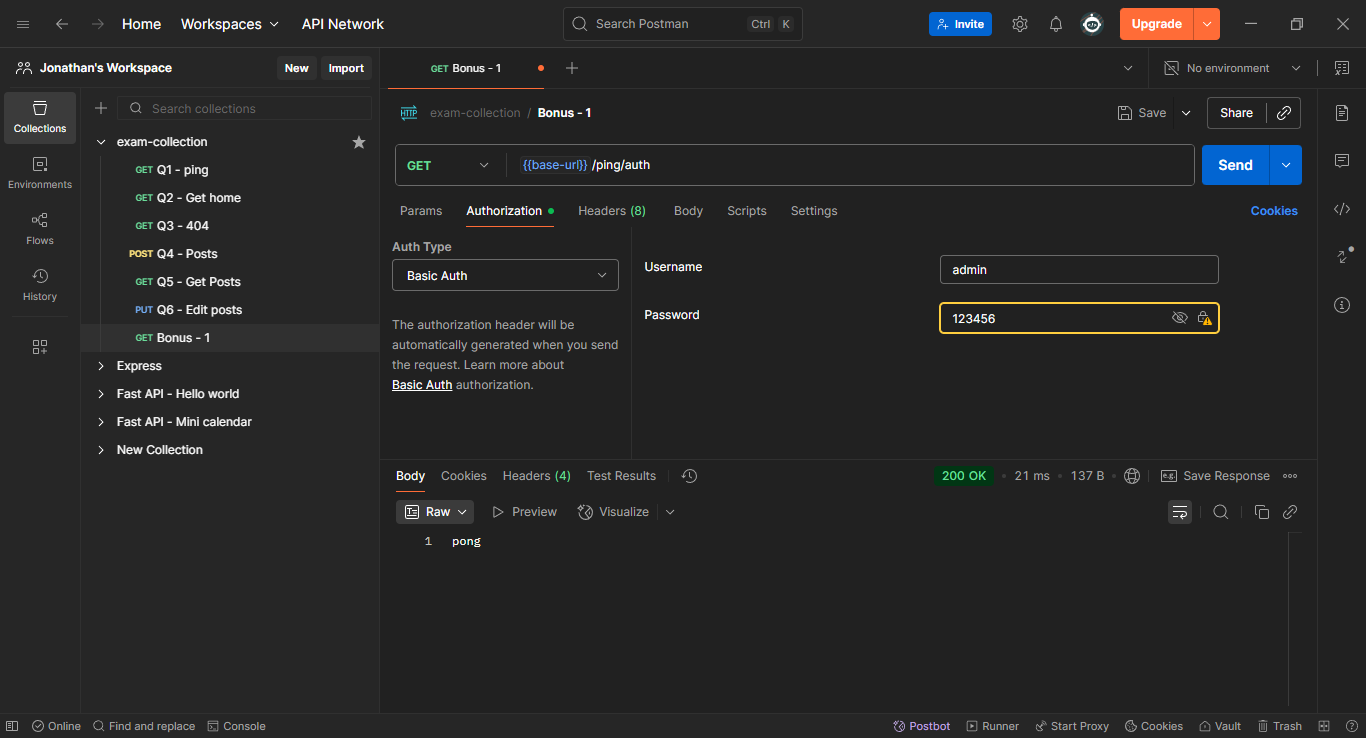 Home Workspaces API Network Search Postman Ctrl K Invite Upgrade
Jonathan's Workspace New Import GET Bonus - 1 No environment
Search collections
Collections
Environments
Flows
History
exam-collection
GET Q1 - ping
GET Q2 - Get home
GET Q3 - 404
POST Q4 - Posts
GET Q5 - Get Posts
PUT Q6 - Edit posts
GET Bonus - 1
Express
Fast API - Hello world
Fast API - Mini calendar
New Collection
HTTP exam-collection / Bonus - 1 Save Share
GET {{base-url}} /ping/auth Send
Params Authorization Headers (8) Body Scripts Settings Cookies
Auth Type
Basic Auth
The authorization header will be
automatically generated when you send
the request. Learn more about
Basic Auth authorization.
Username admin
Password 123456
Body Cookies Headers (4) Test Results 200 OK 21 ms 137 B e.g. Save Response
Raw Preview Visualize
1 pong
Online Find and replace Console Postbot Runner Start Proxy Cookies Vault Trash